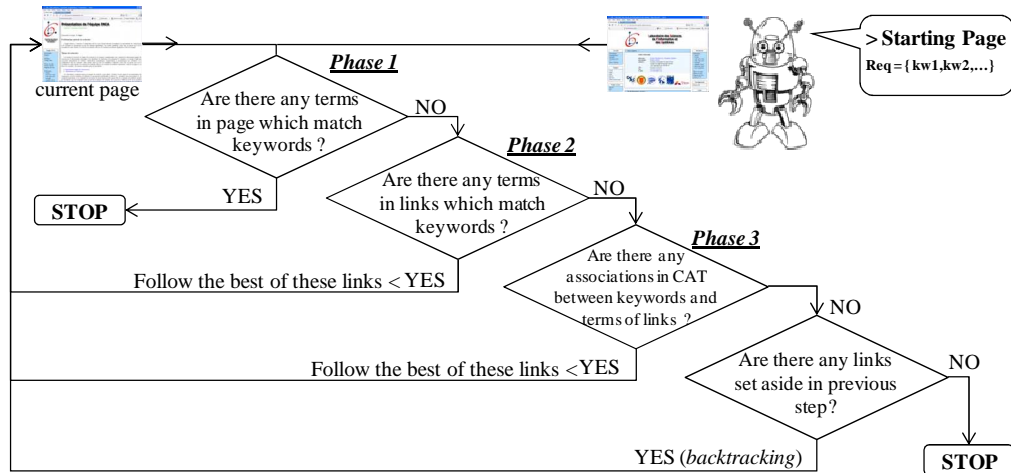 > Starting Page
Req={kw1,kw2,...}
current page
Phase 1
Are there any terms
in page which match
keywords ?
NO
YES
STOP
Phase 2
Are there any terms
in links which match
keywords ?
NO
Follow the best of these links < YES
Phase 3
Are there any
associations in CAT
between keywords and
terms of links ?
NO
Follow the best of these links <YES
Are there any links
set aside in previous
step?
NO
YES (backtracking)
STOP